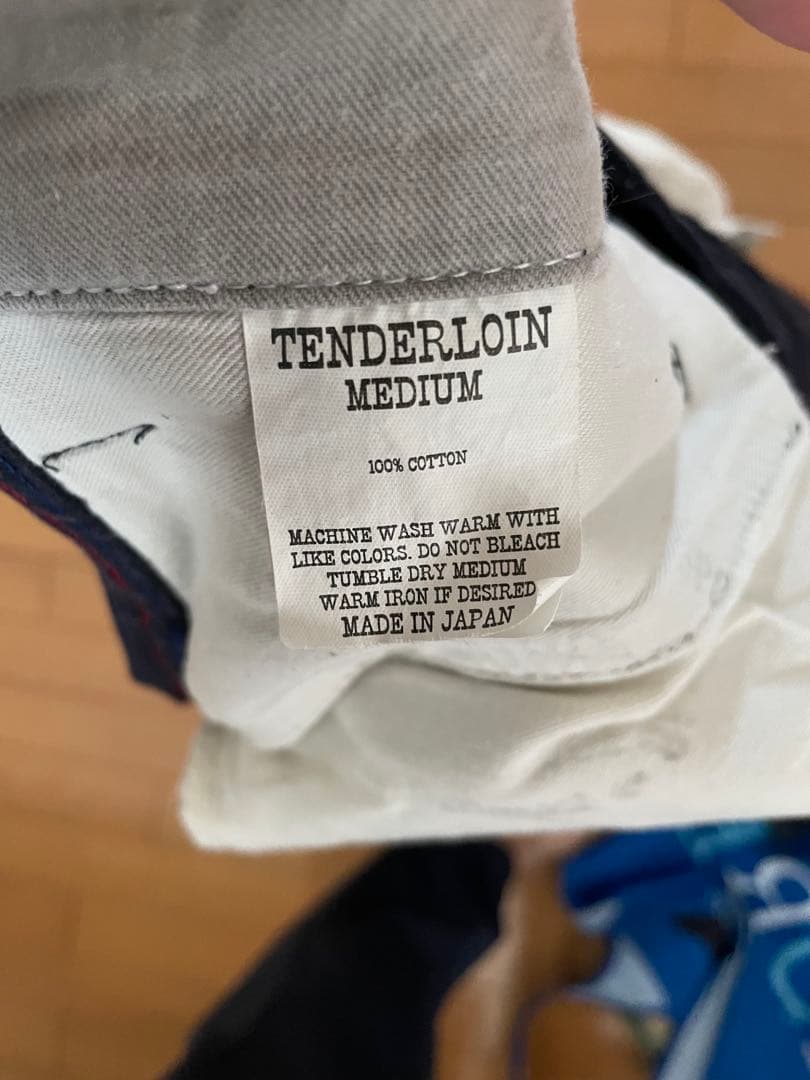 TENDERLOIN
MEDIUM
100% COTTON
MACHINE WASH WARM WITH
LIKE COLORS. DO NOT BLEACH
TUMBLE DRY MEDIUM
WARM IRON IF DESIRED
MADE IN JAPAN